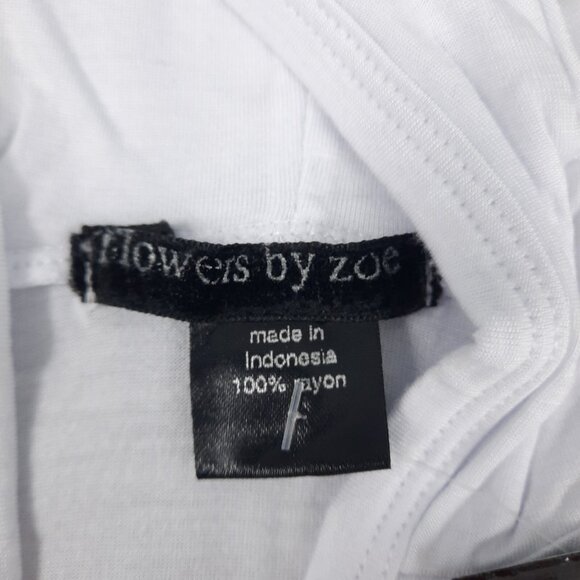 flowers by zoe
made in
Indonesia
100% rayon